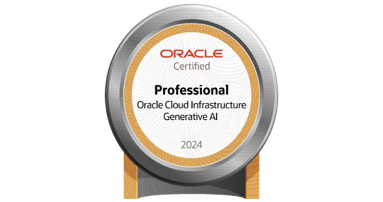 ORACLE
Certified
Professional
Oracle Cloud Infrastructure
Generative AI
2024